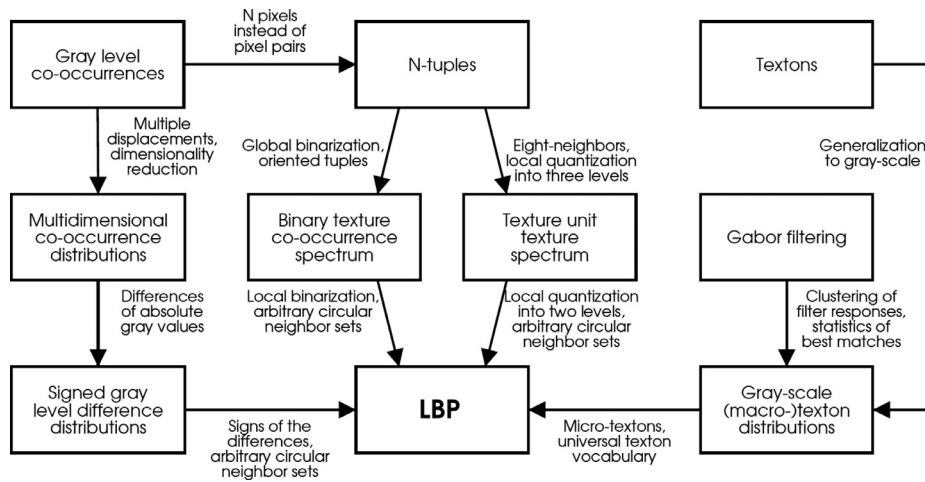 Gray level
co-occurrences
N pixels
instead of
pixel pairs
N-tuples
Textons
Multiple
displacements,
dimensionality
reduction
Global binarization,
oriented tuples
Eight-neighbors,
local quantization
into three levels
Generalization
to gray-scale
Multidimensional
co-occurrence
distributions
Binary texture
co-occurrence
spectrum
Texture unit
texture
spectrum
Gabor filtering
Differences
of absolute
gray values
Local binarization,
arbitrary circular
neighbor sets
Local quantization
into two levels,
arbitrary circular
neighbor sets
Clustering of
filter responses,
statistics of
best matches
Signed gray
level difference
distributions
Signs of the
differences,
arbitrary circular
neighbor sets
LBP
Micro-textons,
universal texton
vocabulary
Gray-scale
(macro-)texton
distributions